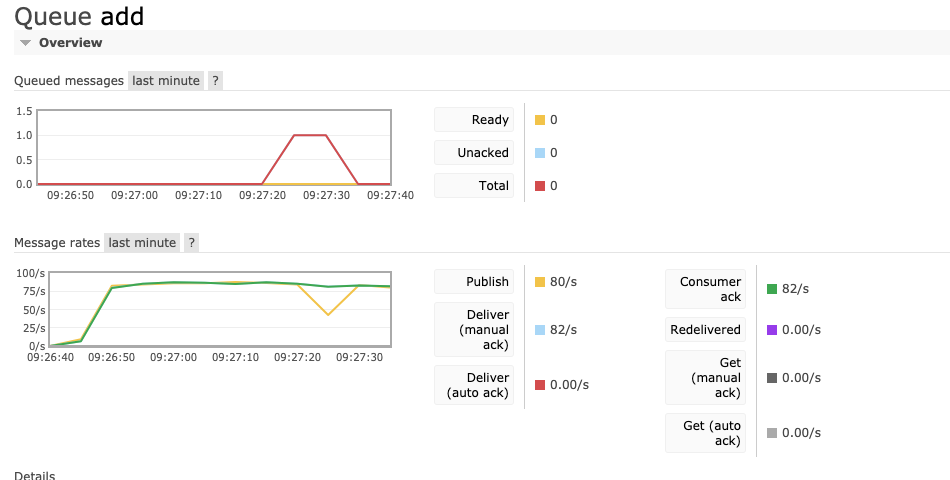 Queue add
Overview
Queued messages last minute ?
1.5
1.0
0.5
0.0
09:26:50 09:27:00 09:27:10 09:27:20 09:27:30 09:27:40
Ready 0
Unacked 0
Total 0
Message rates last minute ?
100/s
75/s
50/s
25/s
0/s
09:26:40 09:26:50 09:27:00 09:27:10 09:27:20 09:27:30
Publish 80/s
Deliver
(manual 82/s
ack)
Deliver
(auto ack) 0.00/s
Consumer
ack 82/s
Redelivered 0.00/s
Get
(manual 0.00/s
ack)
Get (auto
ack) 0.00/s
Details